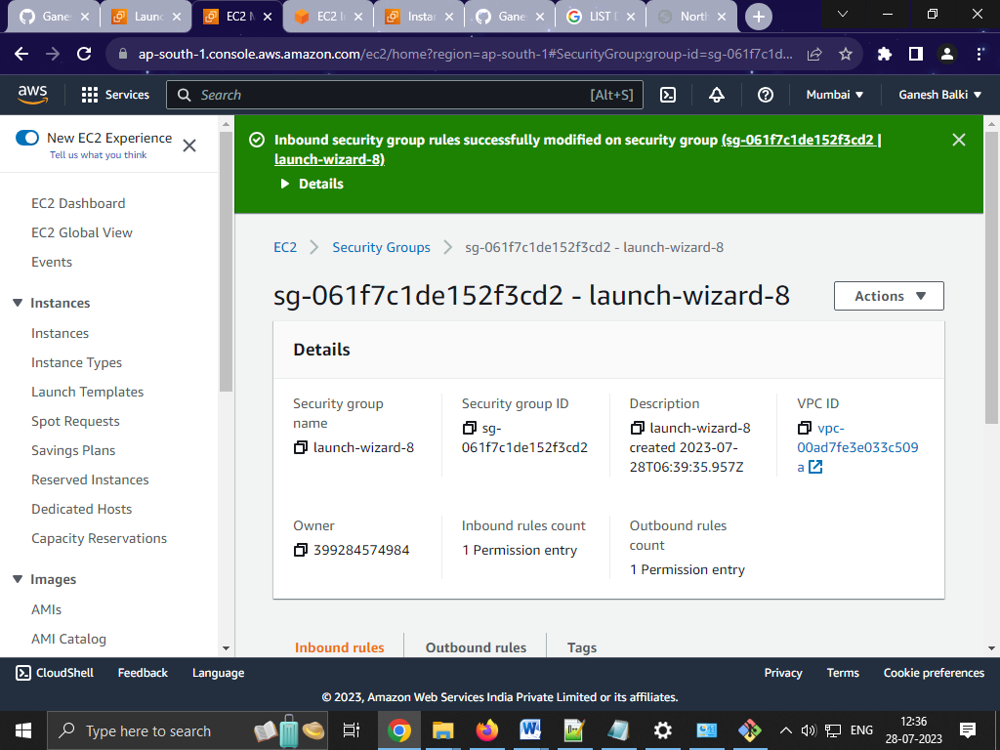 Ganes
Launc
EC2 M
EC2 In
Instan
Ganes
LIST D
North
ap-south-1.console.aws.amazon.com/ec2/home?region=ap-south-1#SecurityGroup:group-id=sg-061f7c1d...
aws
Services
Search
[Alt+S]
Mumbai
Ganesh Balki
New EC2 Experience
Tell us what you think
EC2 Dashboard
EC2 Global View
Events
Instances
Instances
Instance Types
Launch Templates
Spot Requests
Savings Plans
Reserved Instances
Dedicated Hosts
Capacity Reservations
Images
AMIs
AMI Catalog
Inbound security group rules successfully modified on security group (sg-061f7c1de152f3cd2 |
launch-wizard-8)
Details
EC2
Security Groups
sg-061f7c1de152f3cd2 - launch-wizard-8
sg-061f7c1de152f3cd2 - launch-wizard-8
Actions
Details
Security group
name
launch-wizard-8
Security group ID
sg-
061f7c1de152f3cd2
Description
launch-wizard-8
created 2023-07-
28T06:39:35.957Z
VPC ID
vpc-
00ad7fe3e033c509
a
Owner
399284574984
Inbound rules count
1 Permission entry
Outbound rules
count
1 Permission entry
Inbound rules
Outbound rules
Tags
CloudShell
Feedback
Language
Privacy
Terms
Cookie preferences
© 2023, Amazon Web Services India Private Limited or its affiliates.
Type here to search
ENG
12:36
28-07-2023